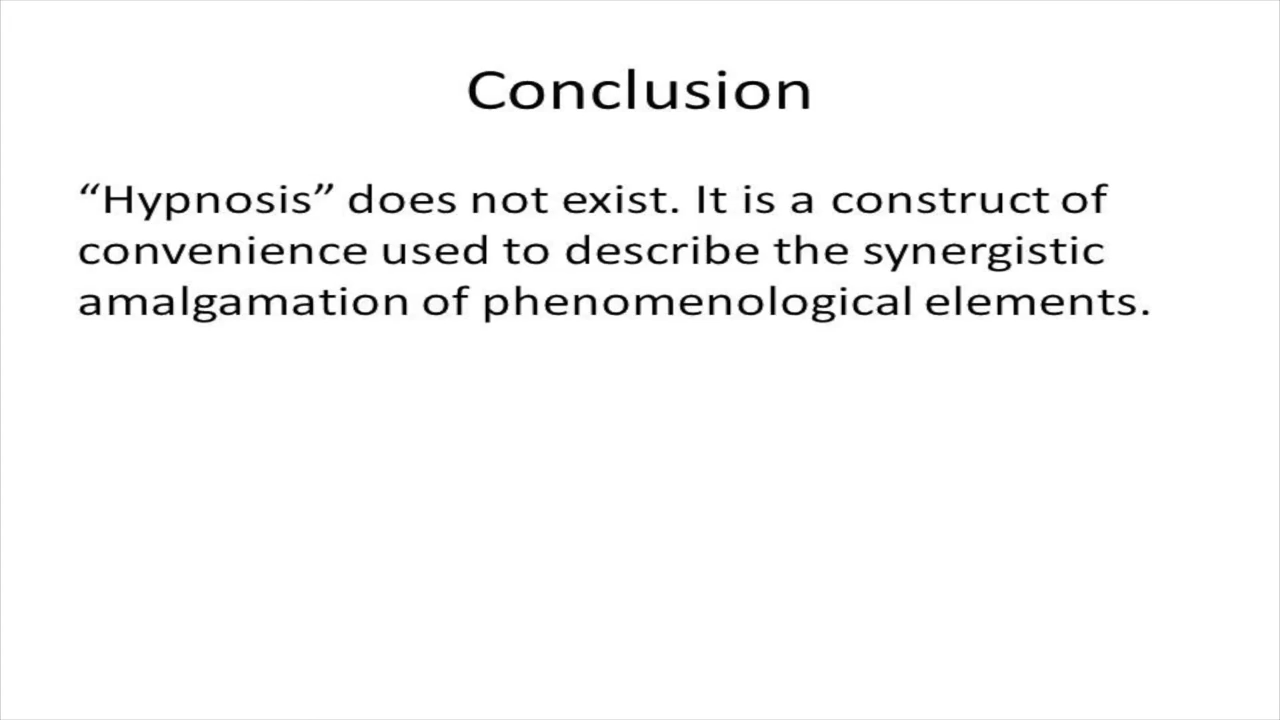 Conclusion
“Hypnosis” does not exist. It is a construct of
convenience used to describe the synergistic
amalgamation of phenomenological elements.